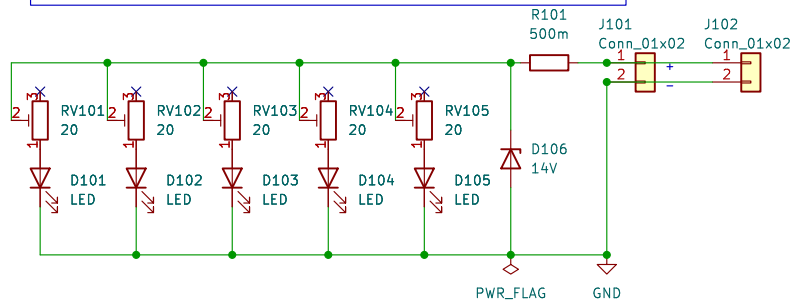 R101
500m
J101
Conn_01x02
J102
Conn_01x02
1
2
+
-
1
2
3
2
1
RV101
20
3
2
1
RV102
20
3
2
1
RV103
20
3
2
1
RV104
20
3
2
1
RV105
20
D106
14V
D101
LED
D102
LED
D103
LED
D104
LED
D105
LED
PWR_FLAG
GND